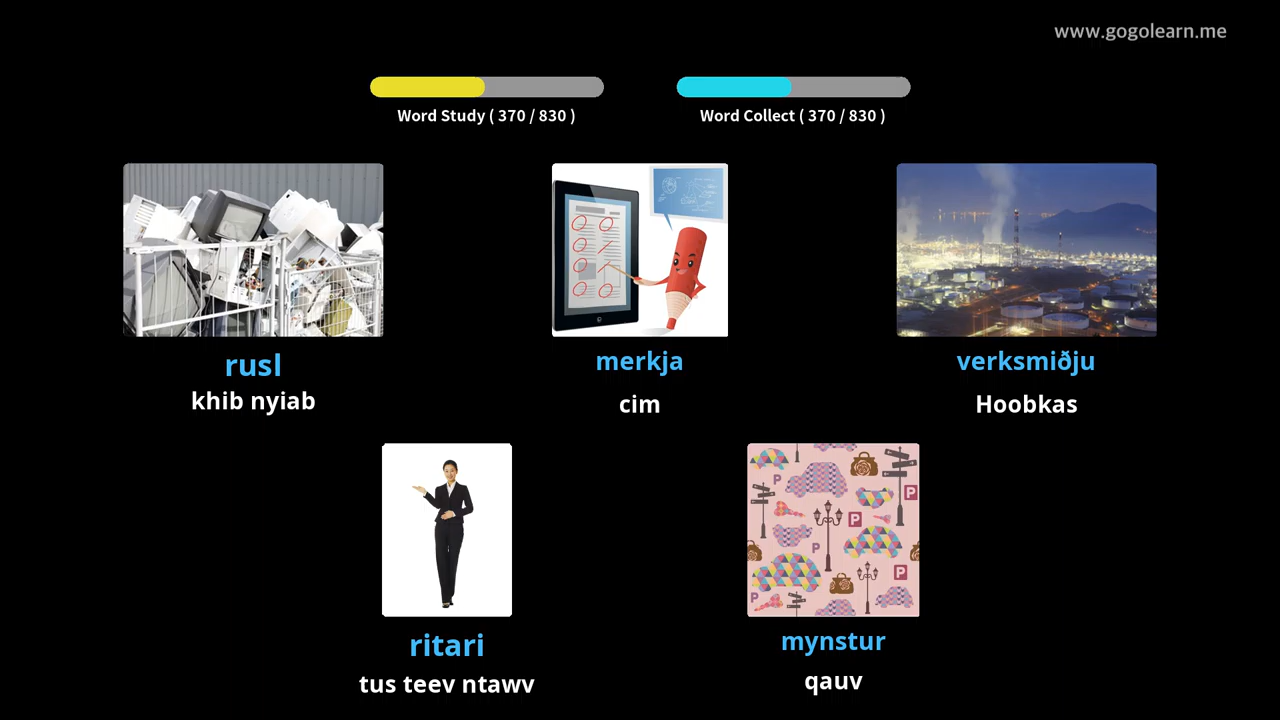 www.gogolearn.me
Word Study ( 370 / 830 )
Word Collect ( 370 / 830 )
rusl
khib nyiab
merkja
cim
verksmiðju
Hoobkas
ritari
tus teev ntawv
mynstur
qauv